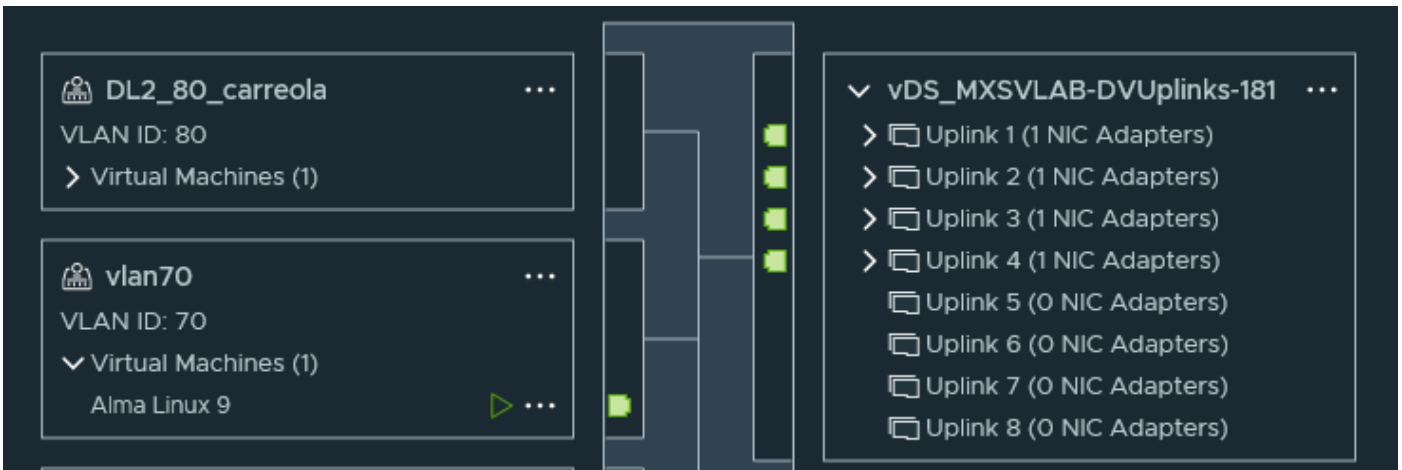 DL2_80_carreola
VLAN ID: 80
Virtual Machines (1)
vlan70
VLAN ID: 70
Virtual Machines (1)
Alma Linux 9
vDS_MXSVLAB-DVUplinks-181
Uplink 1 (1 NIC Adapters)
Uplink 2 (1 NIC Adapters)
Uplink 3 (1 NIC Adapters)
Uplink 4 (1 NIC Adapters)
Uplink 5 (0 NIC Adapters)
Uplink 6 (0 NIC Adapters)
Uplink 7 (0 NIC Adapters)
Uplink 8 (0 NIC Adapters)